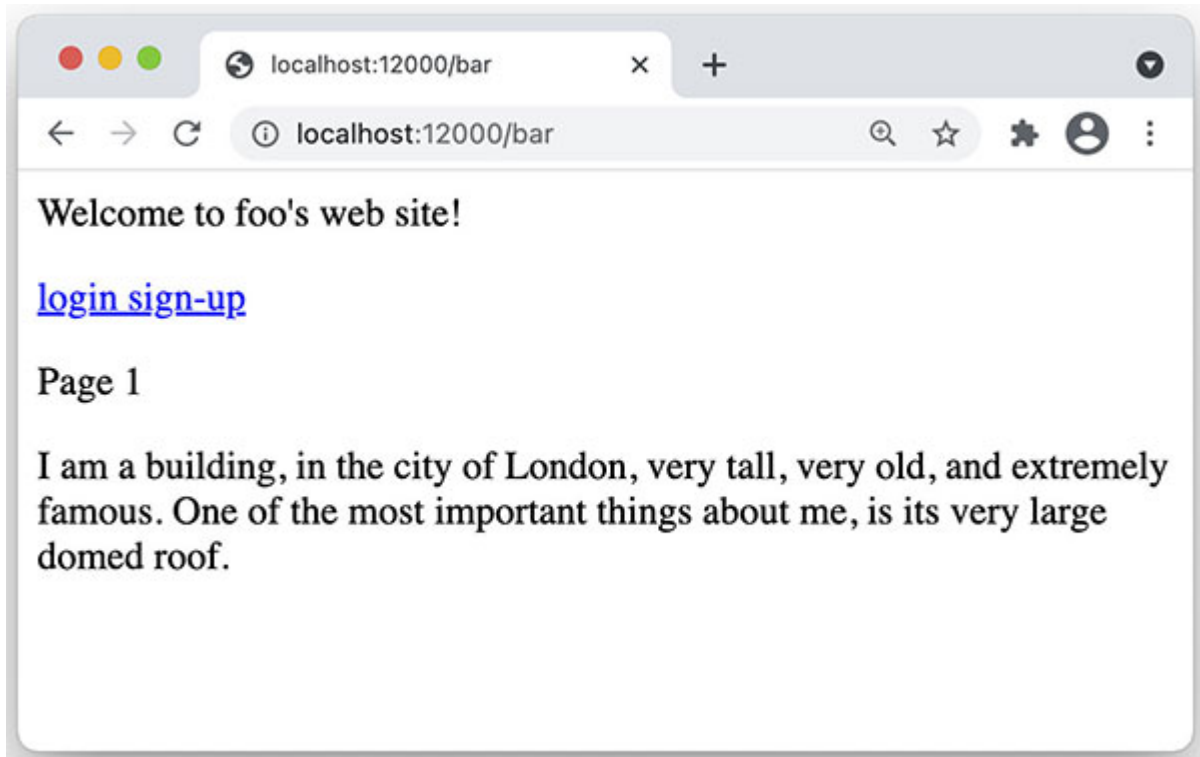 localhost:12000/bar
localhost:12000/bar
Welcome to foo's web site!
login sign-up
Page 1
I am a building, in the city of London, very tall, very old, and extremely
famous. One of the most important things about me, is its very large
domed roof.